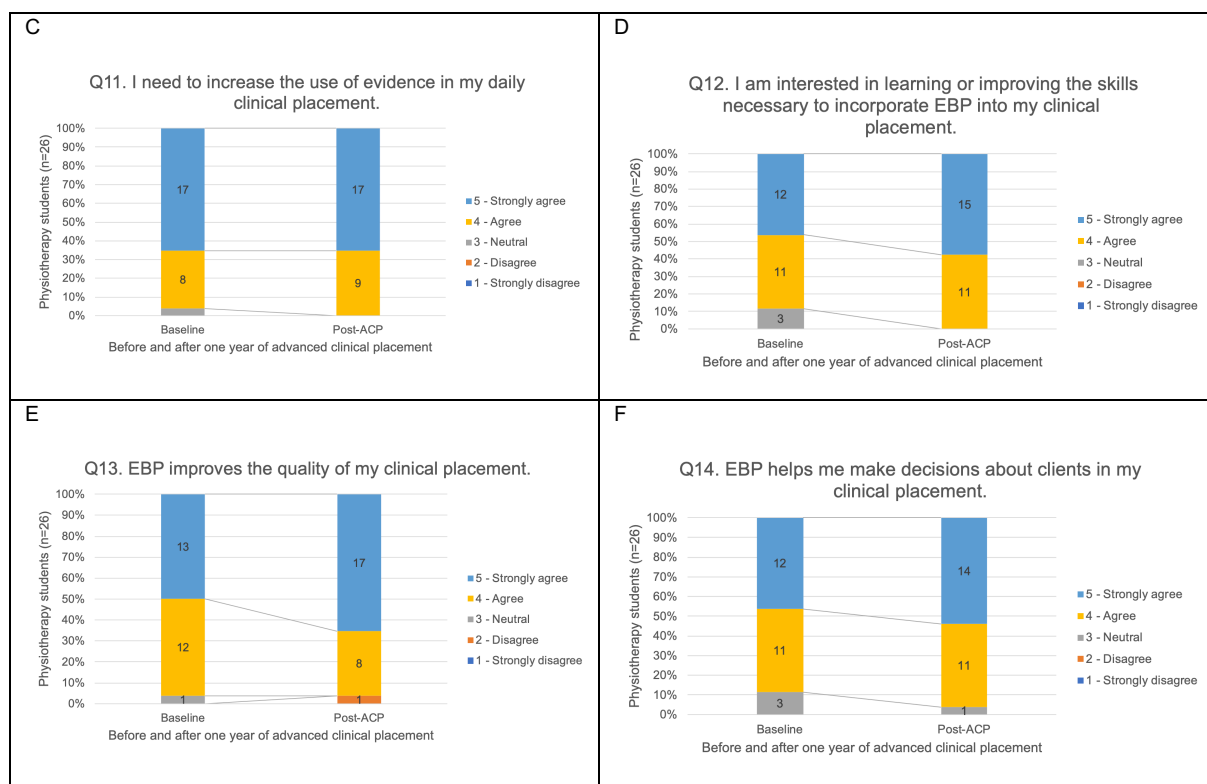 C
Q11. I need to increase the use of evidence in my daily
clinical placement.
Physiotherapy students (n=26)
100%
90%
80%
70%
60%
50%
40%
30%
20%
10%
0%
17
17
8
9
Baseline
Post-ACP
Before and after one year of advanced clinical placement
5 - Strongly agree
4 - Agree
3 - Neutral
2 - Disagree
1 - Strongly disagree
D
Q12. I am interested in learning or improving the skills
necessary to incorporate EBP into my clinical
placement.
Physiotherapy students (n=26)
100%
90%
80%
70%
60%
50%
40%
30%
20%
10%
0%
12
15
11
11
3
Baseline
Post-ACP
Before and after one year of advanced clinical placement
5 - Strongly agree
4 - Agree
3 - Neutral
2 - Disagree
1 - Strongly disagree
E
Q13. EBP improves the quality of my clinical placement.
Physiotherapy students (n=26)
100%
90%
80%
70%
60%
50%
40%
30%
20%
10%
0%
13
17
12
8
1
1
Baseline
Post-ACP
Before and after one year of advanced clinical placement
5 - Strongly agree
4 - Agree
3 - Neutral
2 - Disagree
1 - Strongly disagree
F
Q14. EBP helps me make decisions about clients in my
clinical placement.
Physiotherapy students (n=26)
100%
90%
80%
70%
60%
50%
40%
30%
20%
10%
0%
12
14
11
11
3
1
Baseline
Post-ACP
Before and after one year of advanced clinical placement
5 - Strongly agree
4 - Agree
3 - Neutral
2 - Disagree
1 - Strongly disagree